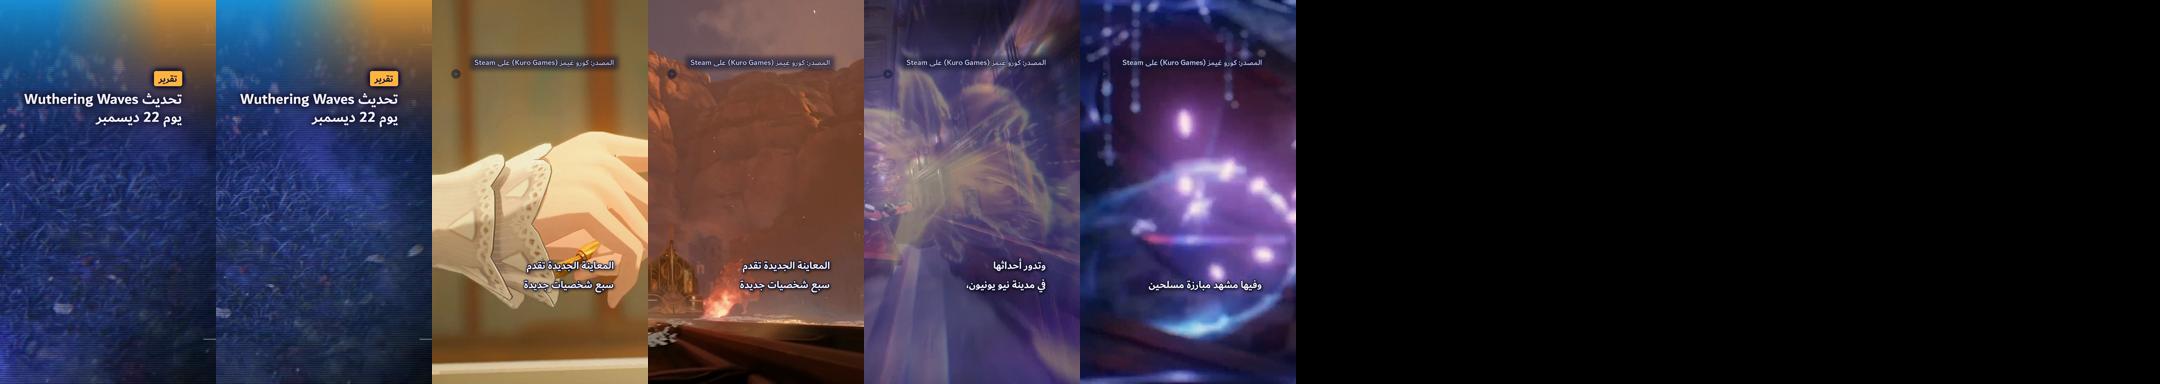 تقرير
تحديث Wuthering Waves
يوم 22 ديسمبر
تقرير
تحديث Wuthering Waves
يوم 22 ديسمبر
المصدر: كورو غيمز (Kuro Games) على Steam
المعاينة الجديدة تقدم
سبع شخصيات جديدة
المصدر: كورو غيمز (Kuro Games) على Steam
المعاينة الجديدة تقدم
سبع شخصيات جديدة
المصدر: كورو غيمز (Kuro Games) على Steam
وتدور أحداثها
في مدينة نيو يونيون،
المصدر: كورو غيمز (Kuro Games) على Steam
وفيها مشهد مبارزة مسلحين